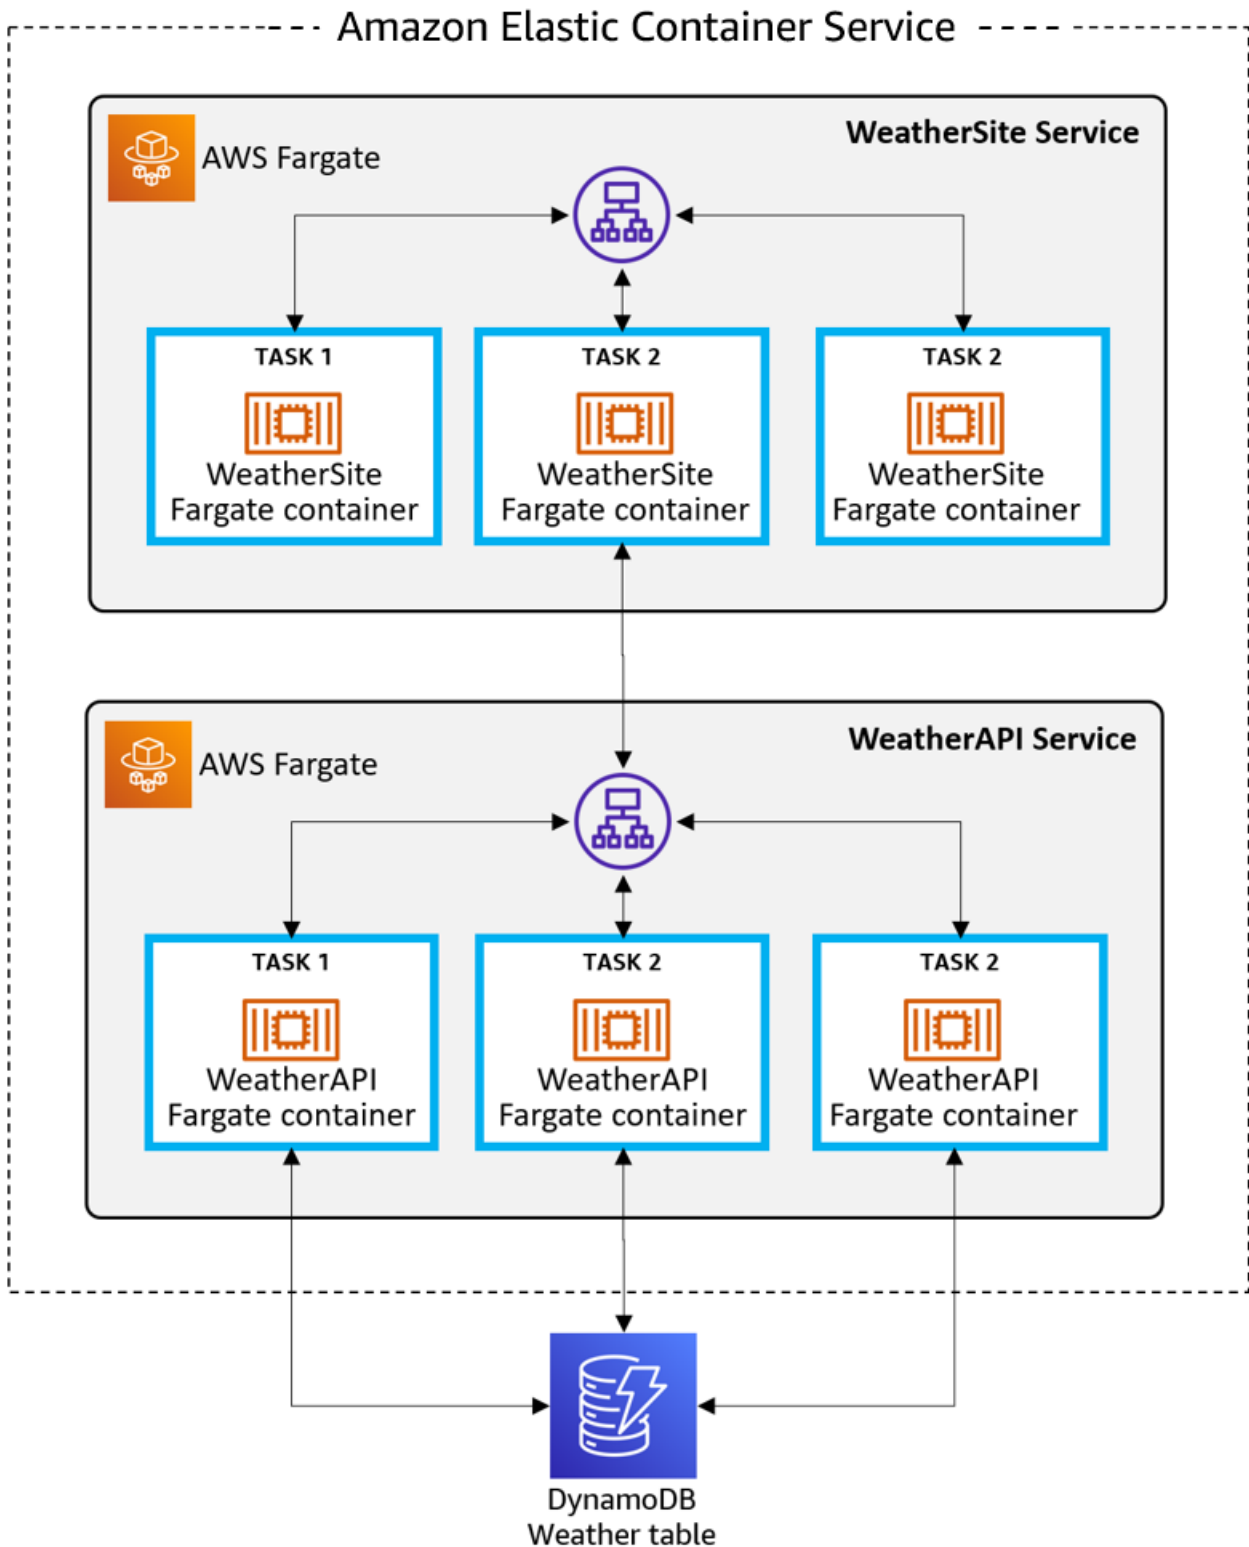 Amazon Elastic Container Service
WeatherSite Service
AWS Fargate
TASK 1
TASK 2
TASK 2
WeatherSite
Fargate container
WeatherSite
Fargate container
WeatherSite
Fargate container
WeatherAPI Service
AWS Fargate
TASK 1
TASK 2
TASK 2
WeatherAPI
Fargate container
WeatherAPI
Fargate container
WeatherAPI
Fargate container
DynamoDB
Weather table